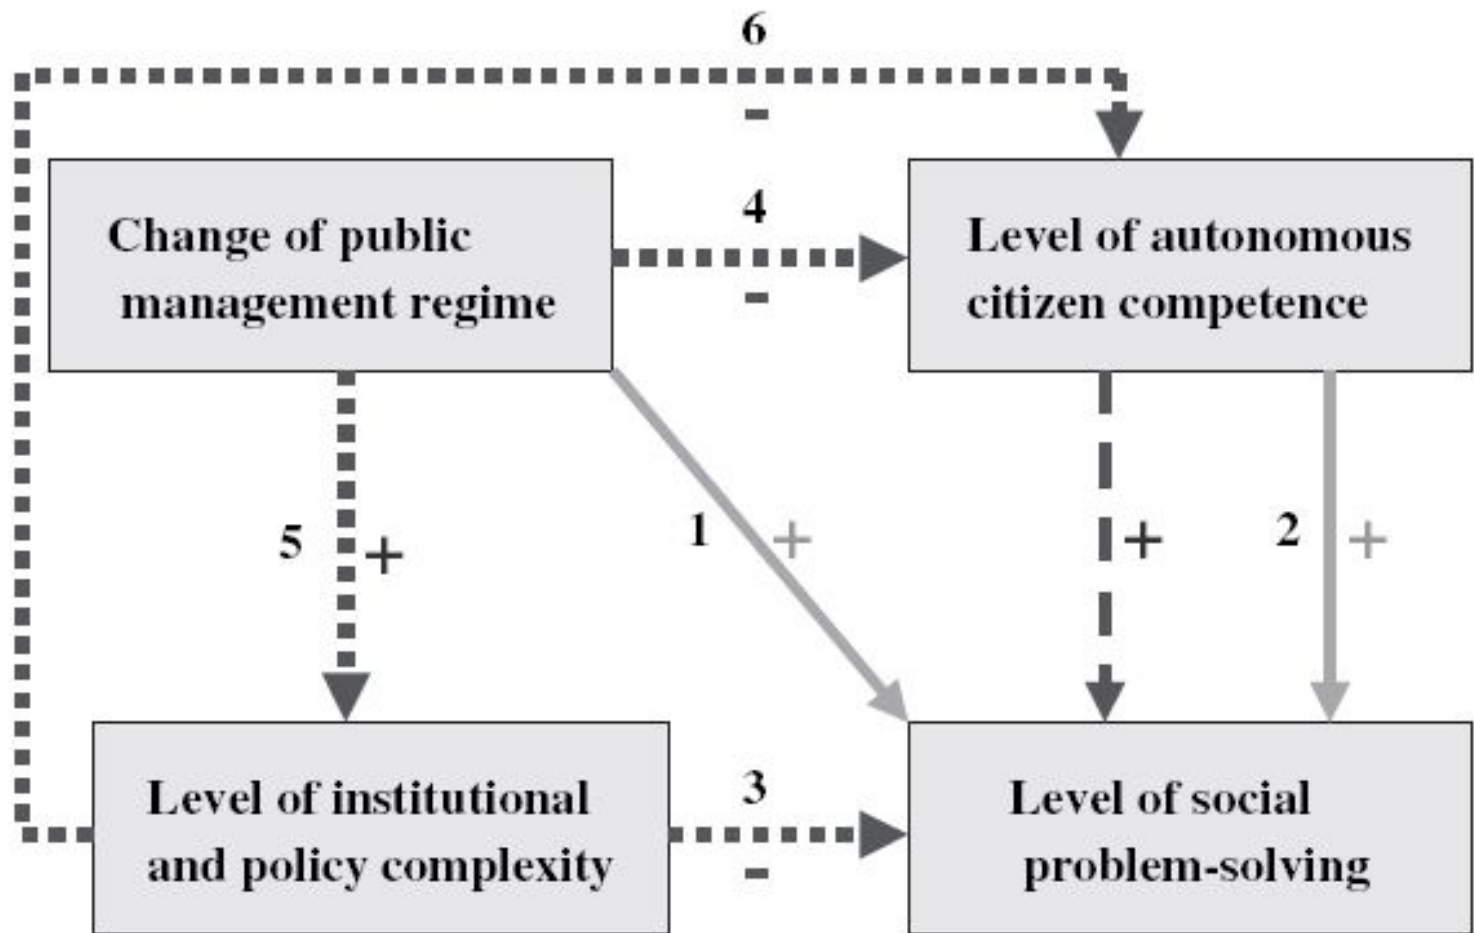 6
-
Change of public
management regime
4
-
Level of autonomous
citizen competence
5
+
1
+
+
2
+
Level of institutional
and policy complexity
3
-
Level of social
problem-solving